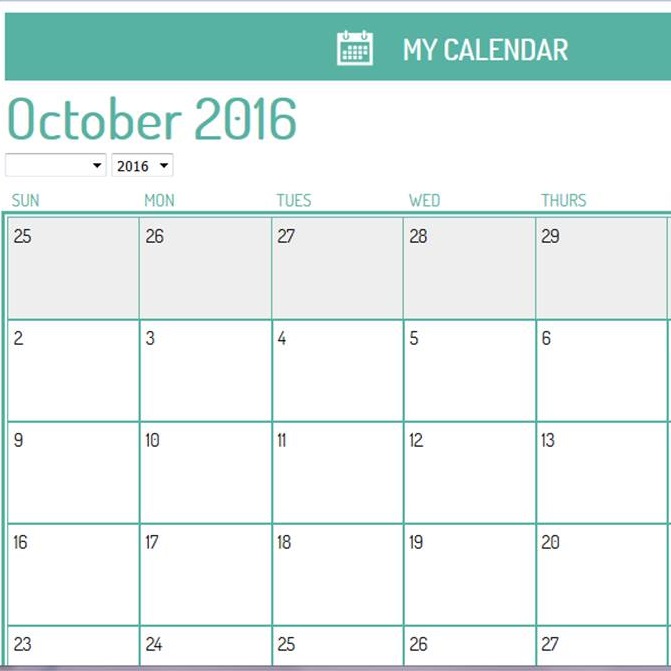 MY CALENDAR
October 2016
2016
SUN MON TUES WED THURS
25 26 27 28 29
2 3 4 5 6
9 10 11 12 13
16 17 18 19 20
23 24 25 26 27